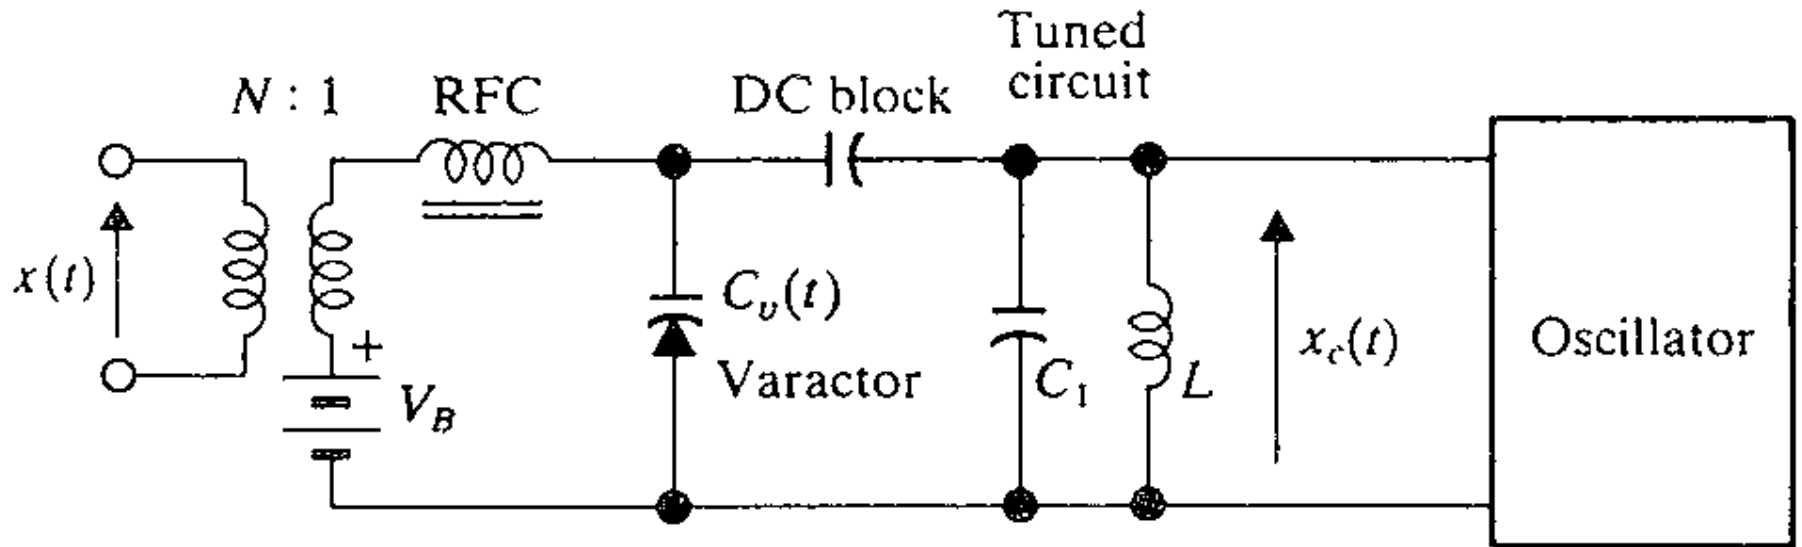 Tuned
circuit
N : 1
RFC
DC block
x(t)
+
V_B
C_v(t)
Varactor
C_1
L
x_c(t)
Oscillator